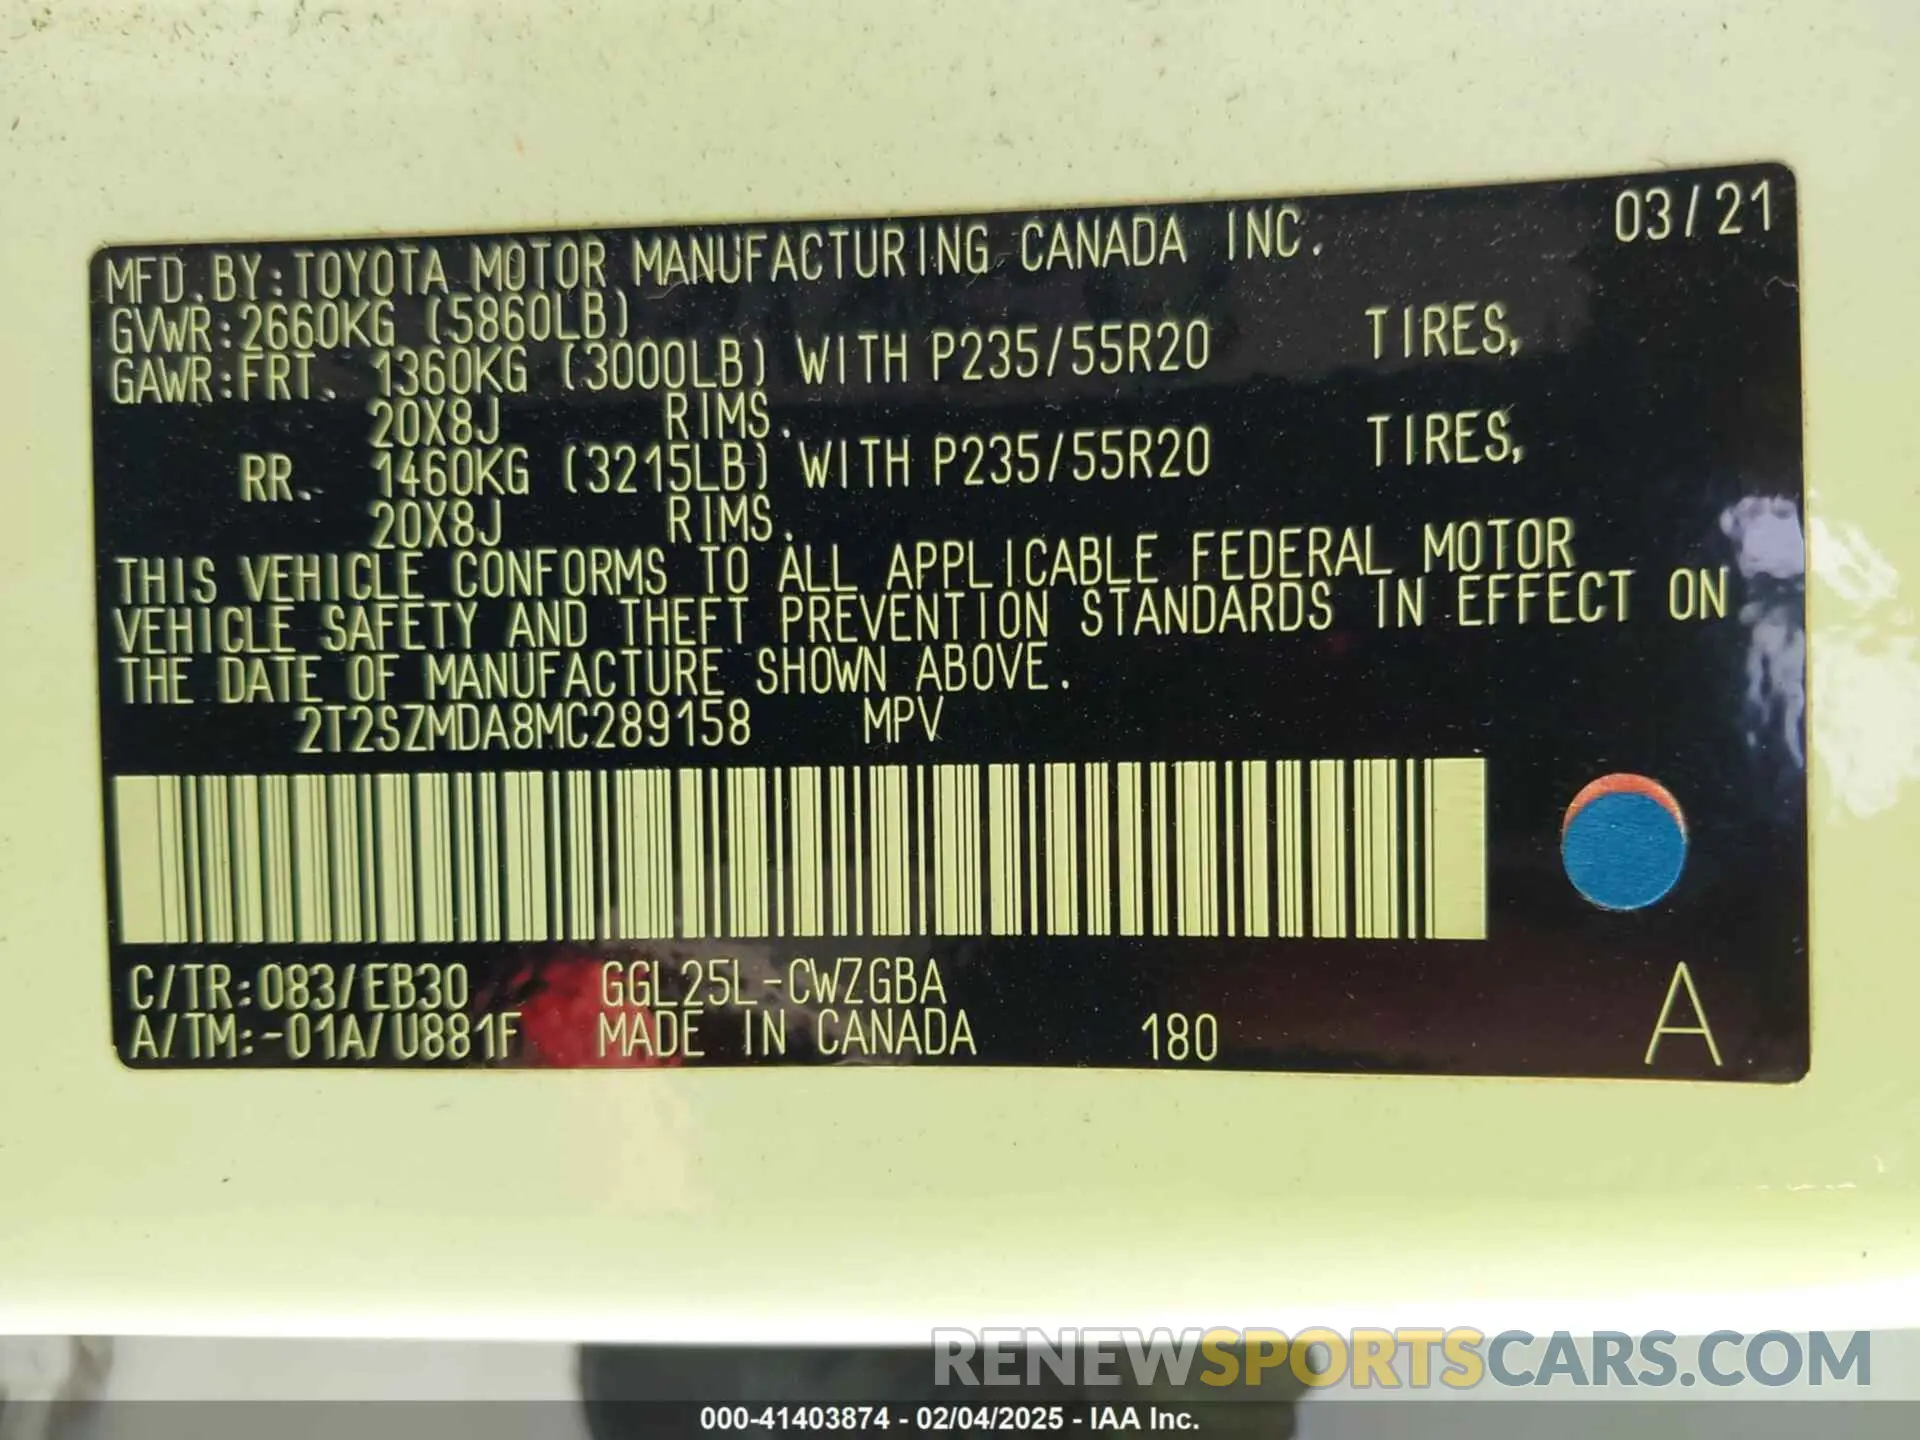 03/21
MFD.BY:TOYOTA MOTOR MANUFACTURING CANADA INC.
GVWR:2660KG (5860LB)
GAWR:FRT. 1360KG (3000LB) WITH P235/55R20 TIRES,
20X8J RIMS.
RR. 1460KG (3215LB) WITH P235/55R20 TIRES,
20X8J RIMS.
THIS VEHICLE CONFORMS TO ALL APPLICABLE FEDERAL MOTOR
VEHICLE SAFETY AND THEFT PREVENTION STANDARDS IN EFFECT ON
THE DATE OF MANUFACTURE SHOWN ABOVE.
2T2SZMDA8MC289158 MPV
C/TR:083/EB30 GGL25L-CWZGBA
A/TM:-01A/U881F MADE IN CANADA 180 A
RENEWSPORTSCARS.COM
000-41403874 - 02/04/2025 - IAA Inc.